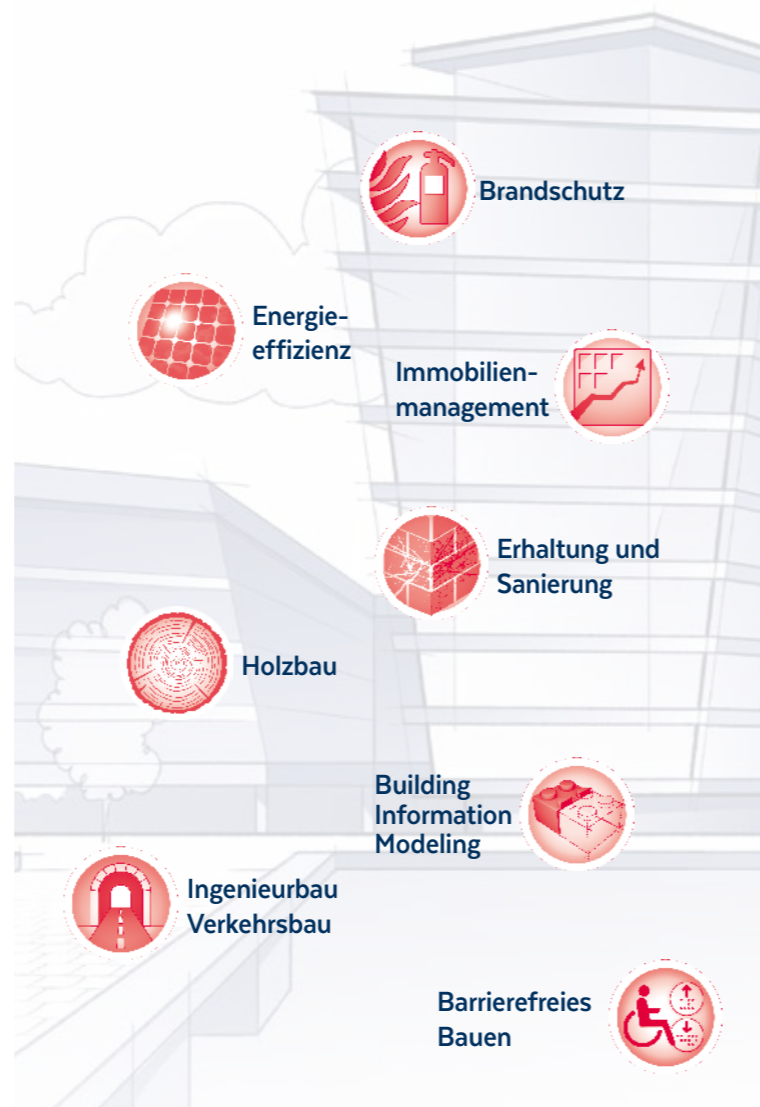 Brandschutz
Energie-
effizienz
Immobilien-
management
Erhaltung und
Sanierung
Holzbau
Building
Information
Modeling
Ingenieurbau
Verkehrsbau
Barrierefreies
Bauen